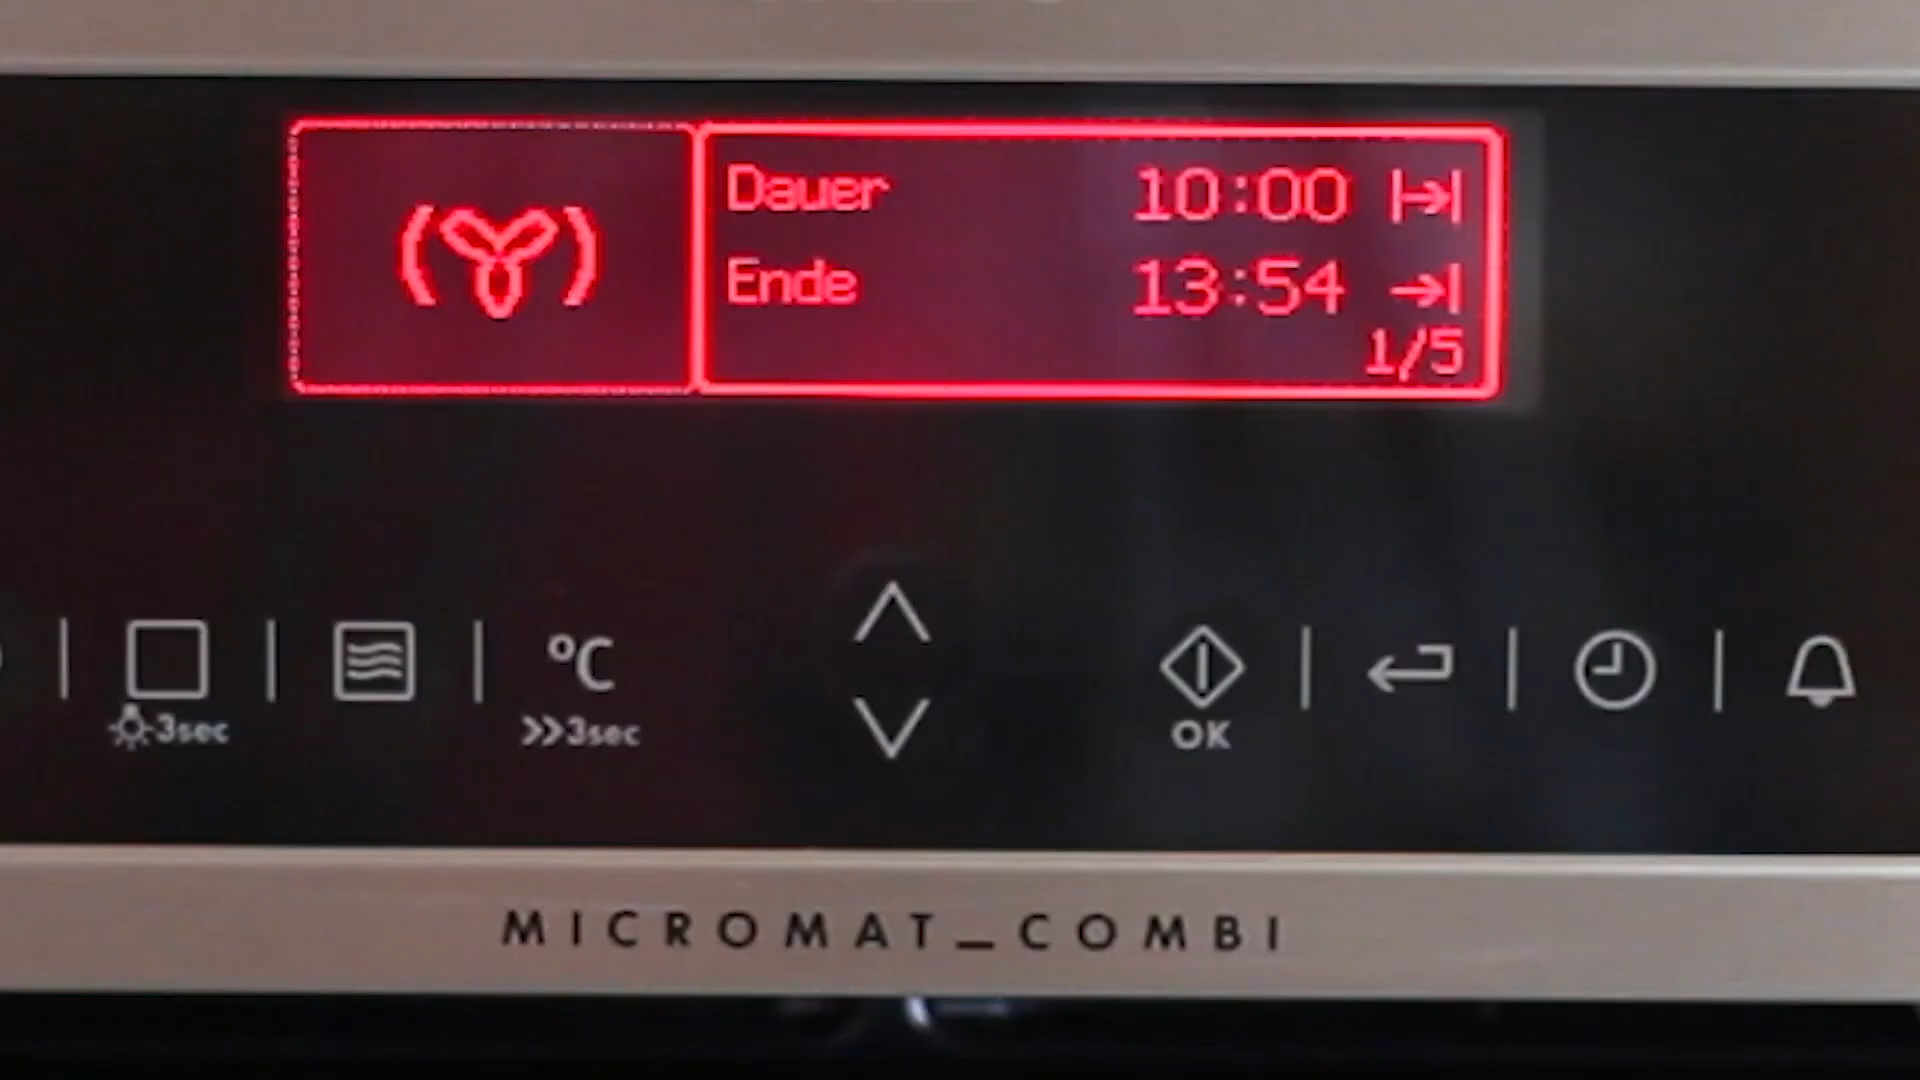 Dauer 10:00
Ende 13:54
1/5
°C
3sec
»3sec
OK
MICROMAT_COMBI